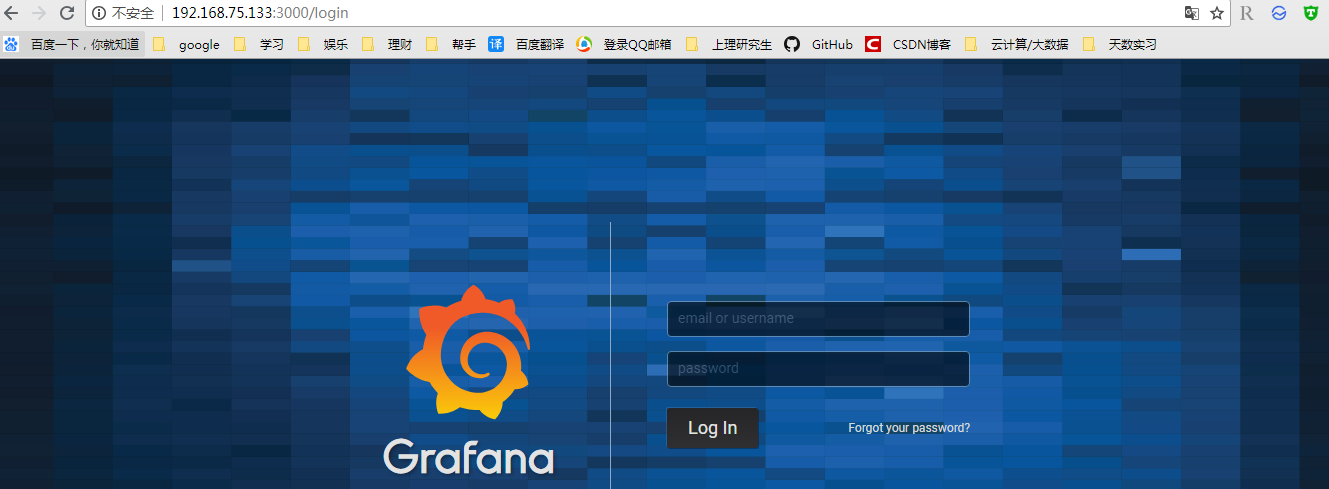 不安全 192.168.75.133:3000/login
百度一下，你就知道 google 学习 娱乐 理财 帮手 译 百度翻译 登录QQ邮箱 上理研究生 GitHub C CSDN博客 云计算/大数据 天数实习
email or username
password
Log In Forgot your password?
Grafana